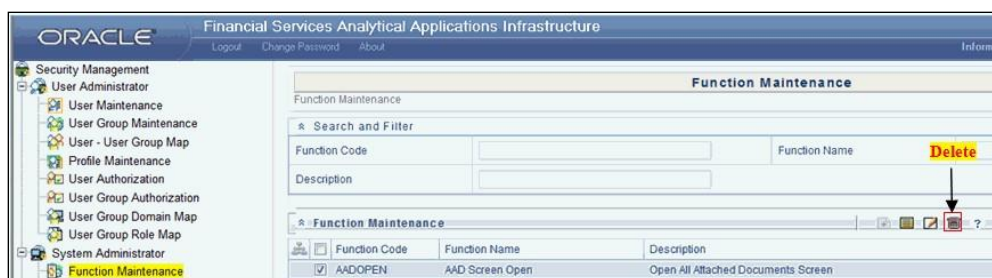 ORACLE
Financial Services Analytical Applications Infrastructure
Logout Change Password About
Inform
Security Management
User Administrator
User Maintenance
User Group Maintenance
User - User Group Map
Profile Maintenance
User Authorization
User Group Authorization
User Group Domain Map
User Group Role Map
System Administrator
Function Maintenance
Function Maintenance
Function Maintenance
Search and Filter
Function Code
Function Name
Delete
Description
Function Maintenance
?
Function Code Function Name Description
AADOPEN AAD Screen Open Open All Attached Documents Screen